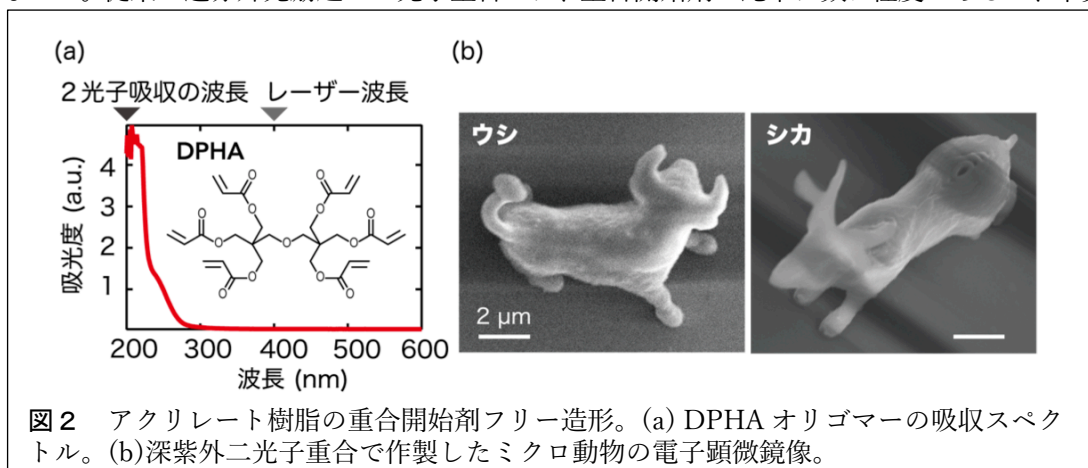 (a)
2光子吸収の波長 レーザー波長
DPHA
吸光度 (a.u.)
4
3
2
1
200 300 400 500 600
波長 (nm)
(b)
ウシ
2 μm
シカ
図2 アクリレート樹脂の重合開始剤フリー造形。(a) DPHA オリゴマーの吸収スペク
トル。(b)深紫外二光子重合で作製したミクロ動物の電子顕微鏡像。